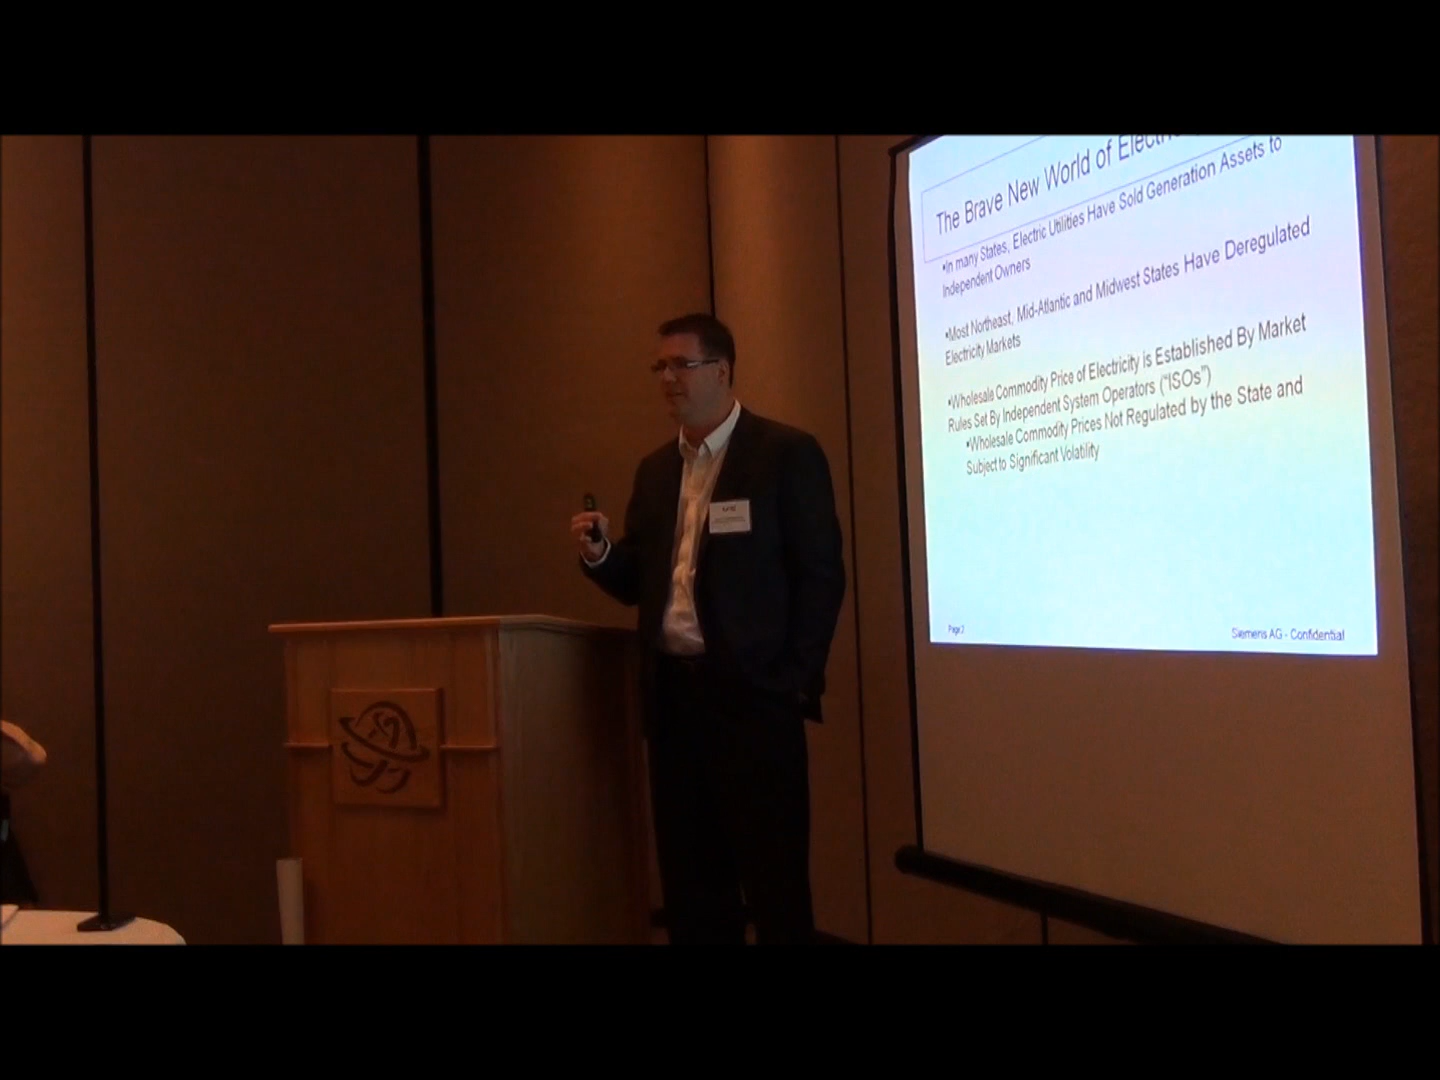 The Brave New World of
•In many States, Electric Utilities Have Sold Generation Assets to
Independent Owners
•Most Northeast, Mid-Atlantic and Midwest States Have Deregulated
Electricity Markets
•Wholesale Commodity Price of Electricity is Established By Market
Rules Set By Independent System Operators ("ISOs")
•Wholesale Commodity Prices Not Regulated by the State and
Subject to Significant Volatility
Page 2
Siemens AG - Confidential